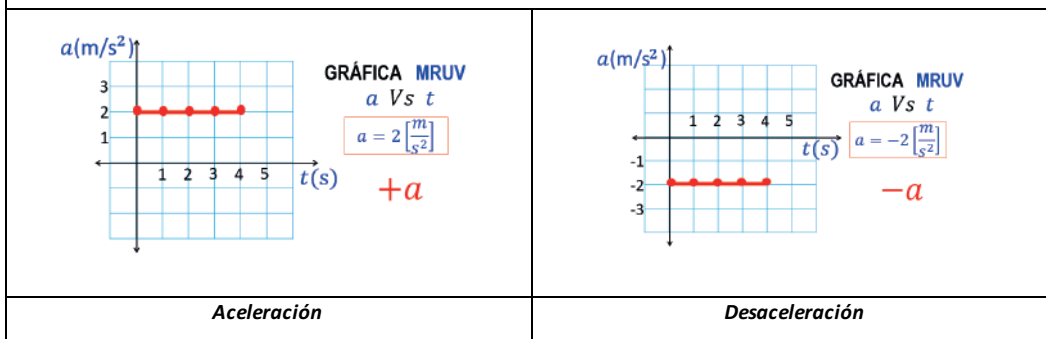 a(m/s²)
3
2
1
1 2 3 4 5
t(s)
GRÁFICA MRUV
a Vs t
a = 2 [m/s²]
+a
a(m/s²)
1 2 3 4 5
t(s)
-1
-2
-3
GRÁFICA MRUV
a Vs t
a = −2 [m/s²]
−a
Aceleración
Desaceleración